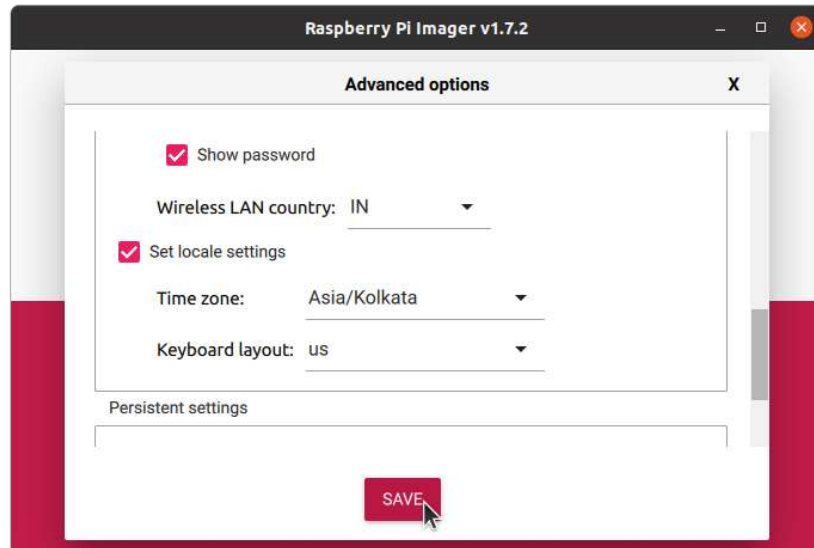 Raspberry Pi Imager v1.7.2
Advanced options X
Show password
Wireless LAN country: IN
Set locale settings
Time zone: Asia/Kolkata
Keyboard layout: us
Persistent settings
SAVE